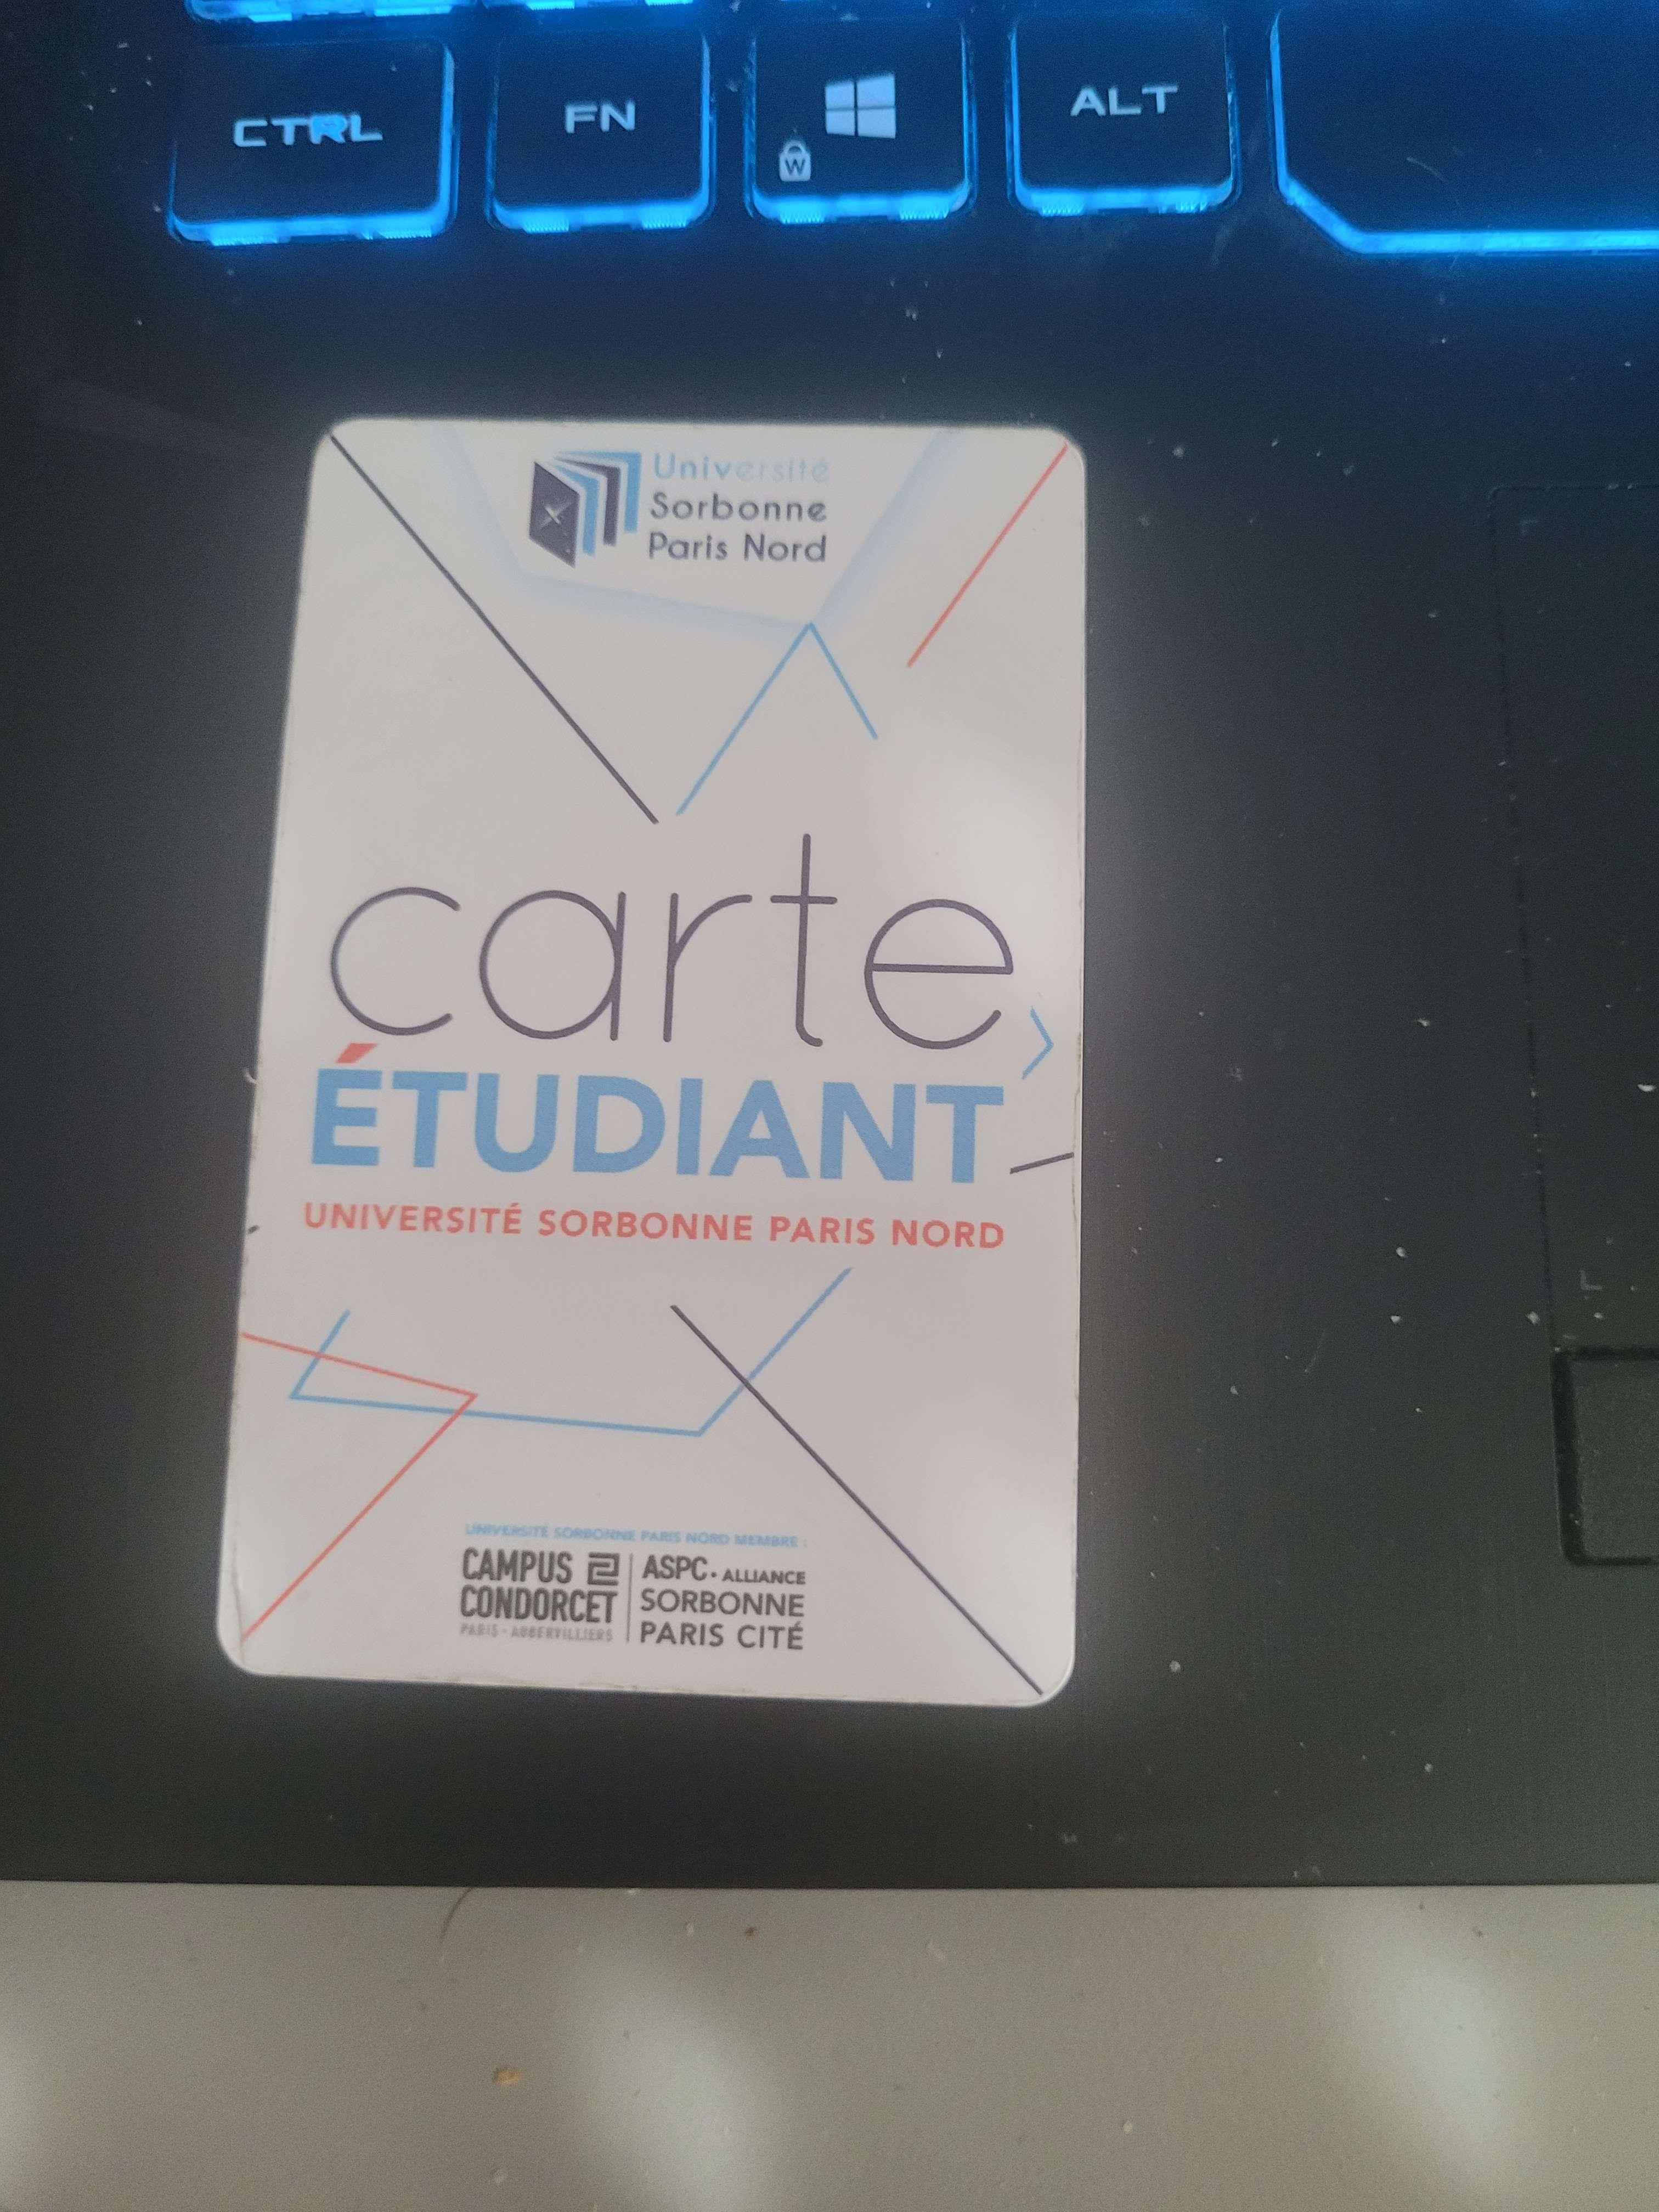 CTRL FN W ALT
Université
Sorbonne
Paris Nord
carte
ÉTUDIANT
UNIVERSITÉ SORBONNE PARIS NORD
UNIVERSITÉ SORBONNE PARIS NORD MEMBRE :
CAMPUS
CONDORCET
PARIS - AUBERVILLIERS
ASPC · ALLIANCE
SORBONNE
PARIS CITÉ